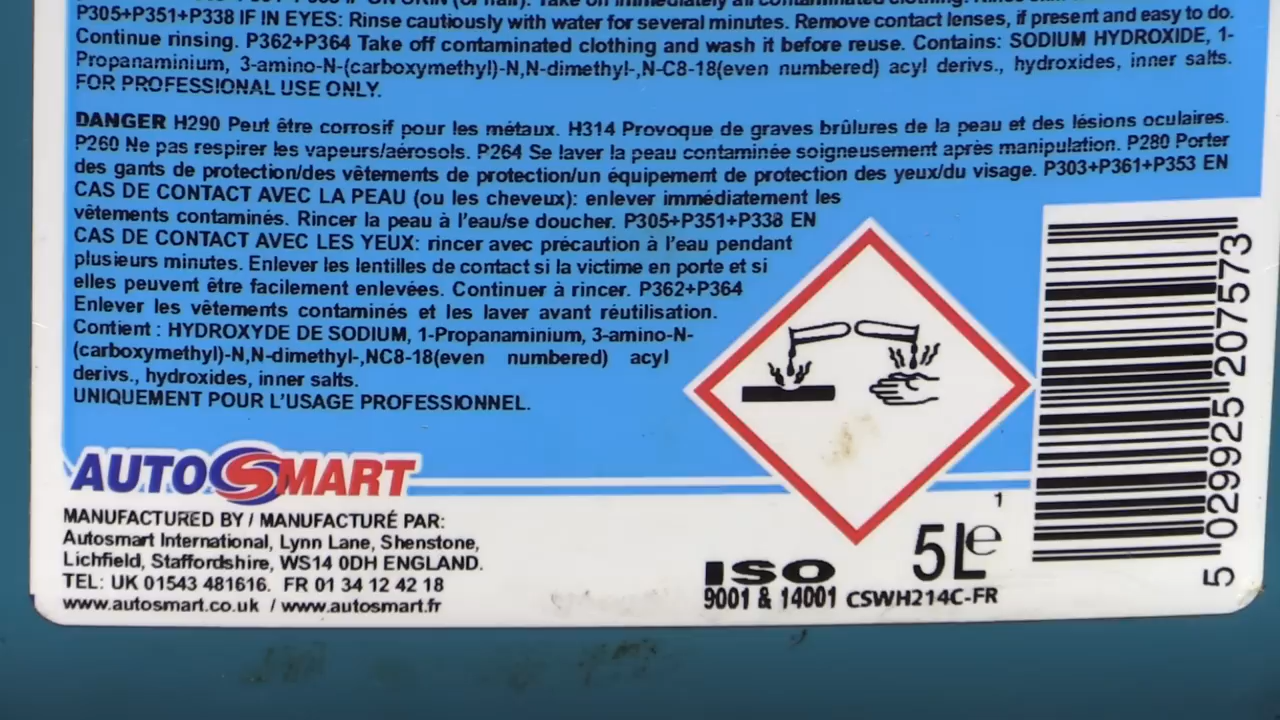 P305+P351+P338 IF IN EYES: Rinse cautiously with water for several minutes. Remove contact lenses, if present and easy to do.
Continue rinsing. P362+P364 Take off contaminated clothing and wash it before reuse. Contains: SODIUM HYDROXIDE, 1-
Propanaminium, 3-amino-N-(carboxymethyl)-N,N-dimethyl-,N-C8-18(even numbered) acyl derivs., hydroxides, inner salts.
FOR PROFESSIONAL USE ONLY.
DANGER H290 Peut être corrosif pour les métaux. H314 Provoque de graves brûlures de la peau et des lésions oculaires.
P260 Ne pas respirer les vapeurs/aérosols. P264 Se laver la peau contaminée soigneusement après manipulation. P280 Porter
des gants de protection/des vêtements de protection/un équipement de protection des yeux/du visage. P303+P361+P353 EN
CAS DE CONTACT AVEC LA PEAU (ou les cheveux): enlever immédiatement les
vêtements contaminés. Rincer la peau à l'eau/se doucher. P305+P351+P338 EN
CAS DE CONTACT AVEC LES YEUX: rincer avec précaution à l'eau pendant
plusieurs minutes. Enlever les lentilles de contact si la victime en porte et si
elles peuvent être facilement enlevées. Continuer à rincer. P362+P364
Enlever les vêtements contaminés et les laver avant réutilisation.
Contient : HYDROXYDE DE SODIUM, 1-Propanaminium, 3-amino-N-
(carboxymethyl)-N,N-dimethyl-,NC8-18(even numbered) acyl
derivs., hydroxides, inner salts.
UNIQUEMENT POUR L'USAGE PROFESSIONNEL.
AUTOSMART
MANUFACTURED BY / MANUFACTURÉ PAR:
Autosmart International, Lynn Lane, Shenstone,
Lichfield, Staffordshire, WS14 0DH ENGLAND.
TEL: UK 01543 481616. FR 01 34 12 42 18
www.autosmart.co.uk / www.autosmart.fr
1
5L℮
ISO
9001 & 14001 CSWH214C-FR
5 029925 207573